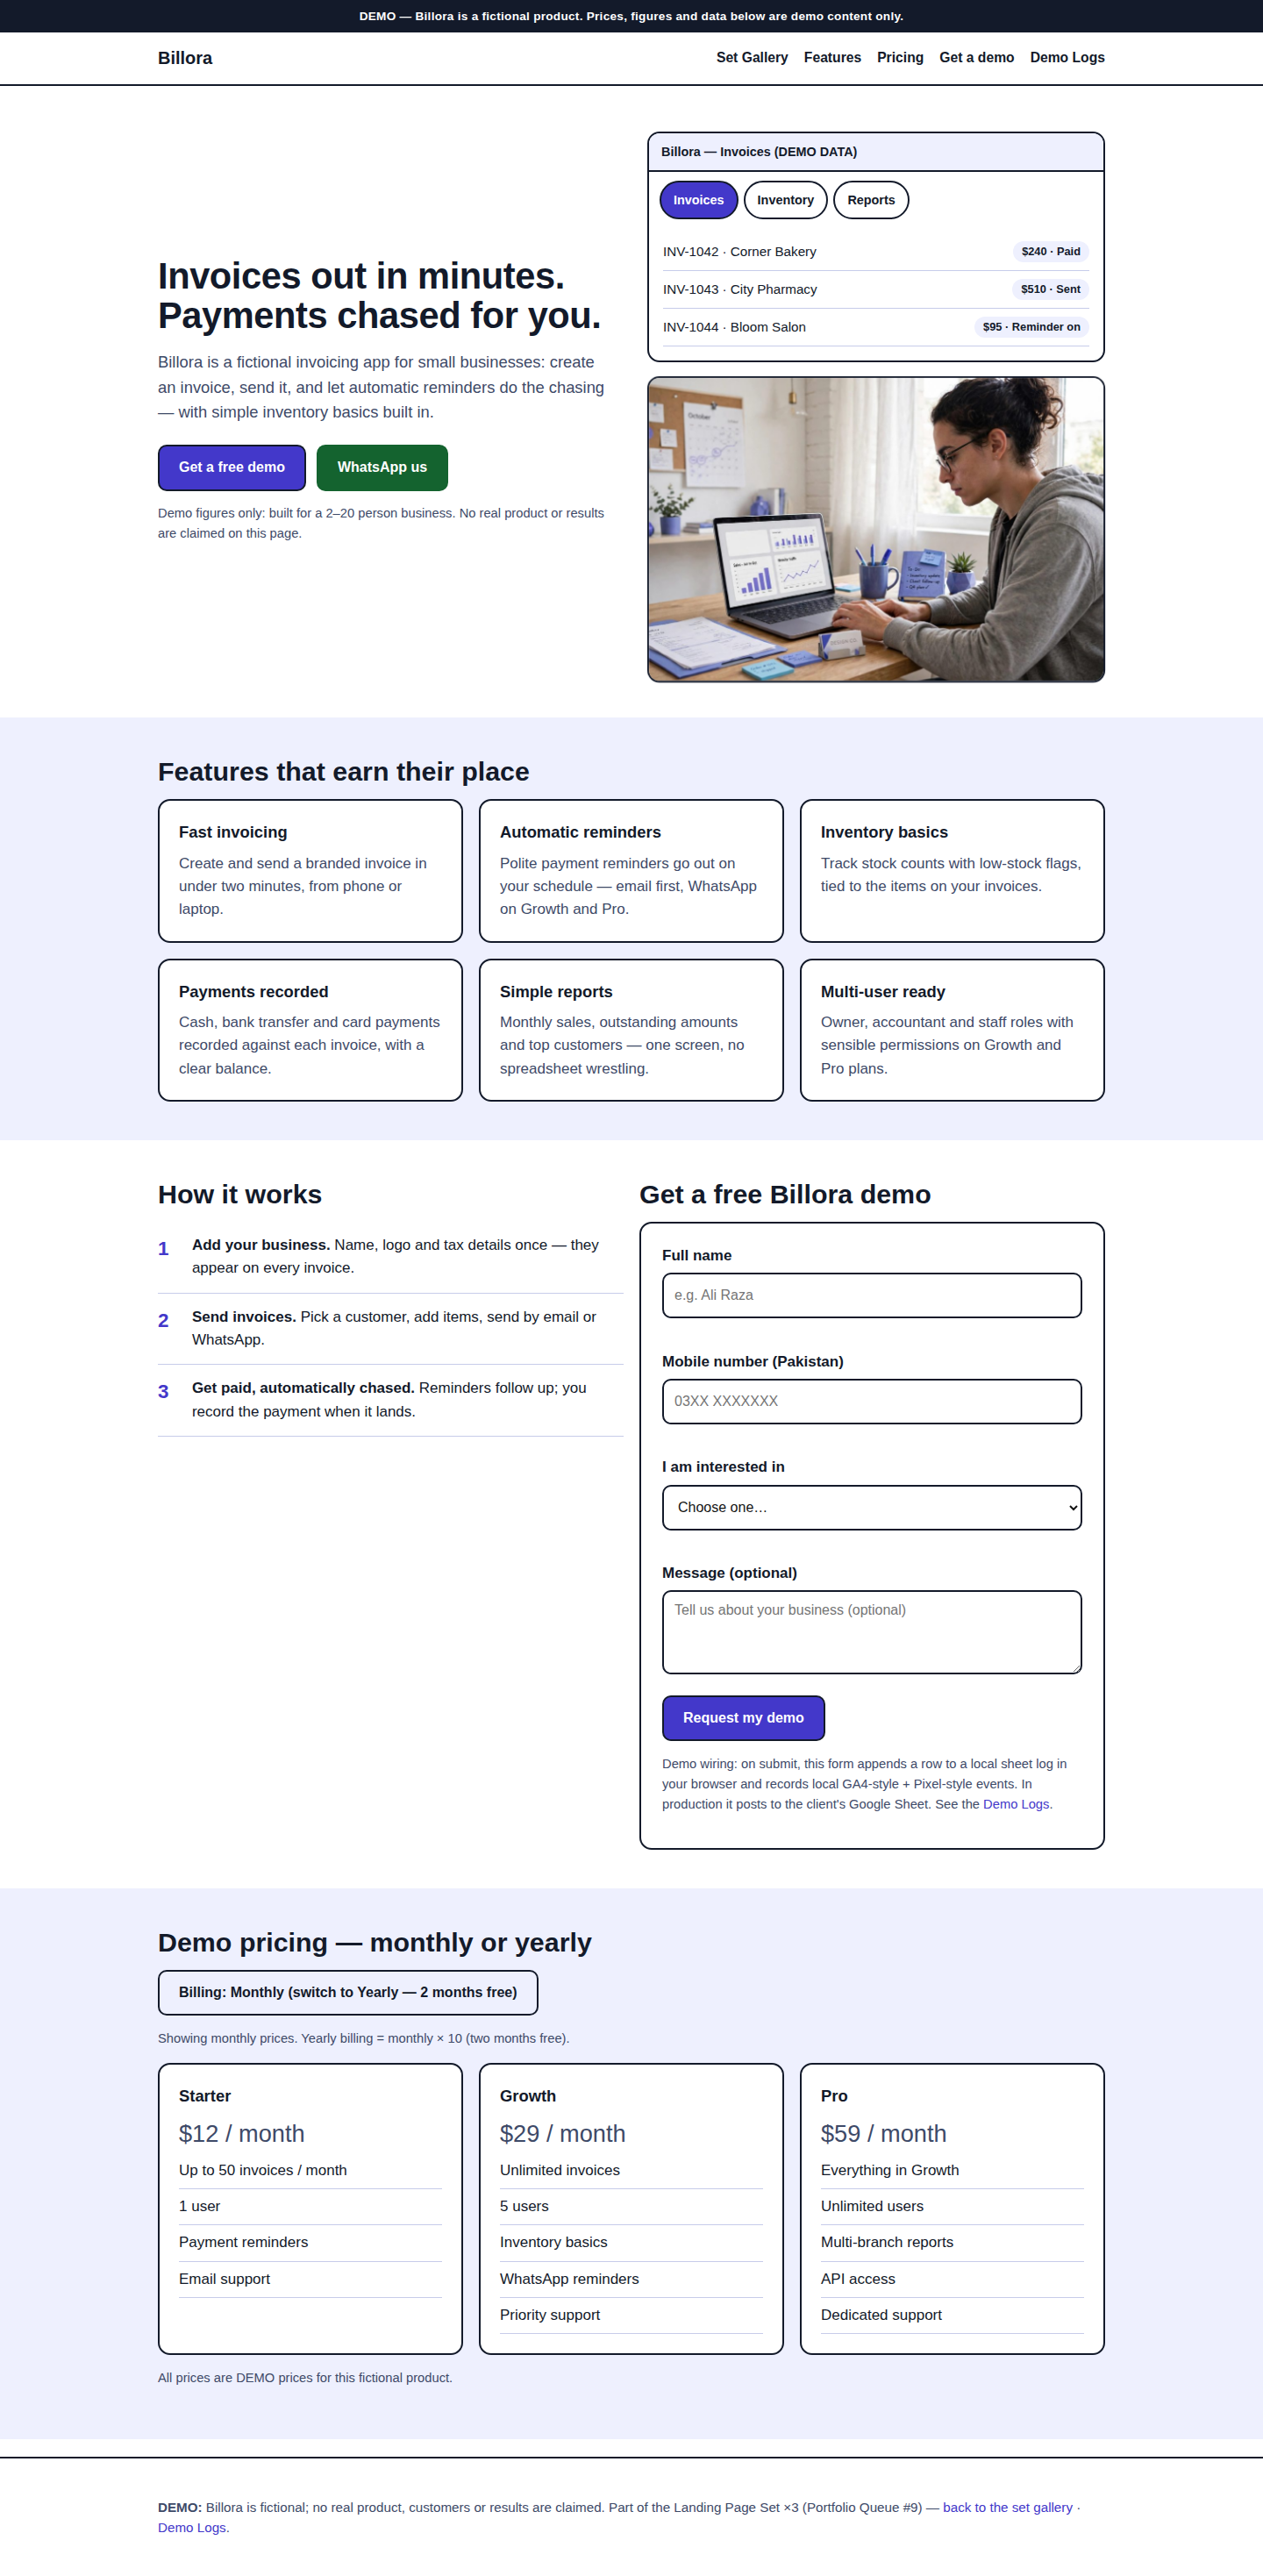 DEMO — Billora is a fictional product. Prices, figures and data below are demo content only.
Billora
Set Gallery Features Pricing Get a demo Demo Logs
Invoices out in minutes.
Payments chased for you.
Billora is a fictional invoicing app for small businesses: create
an invoice, send it, and let automatic reminders do the chasing
— with simple inventory basics built in.
Get a free demo WhatsApp us
Demo figures only: built for a 2–20 person business. No real product or results
are claimed on this page.
Billora — Invoices (DEMO DATA)
Invoices Inventory Reports
INV-1042 · Corner Bakery $240 · Paid
INV-1043 · City Pharmacy $510 · Sent
INV-1044 · Bloom Salon $95 · Reminder on
October
Features that earn their place
Fast invoicing
Create and send a branded invoice in
under two minutes, from phone or
laptop.
Automatic reminders
Polite payment reminders go out on
your schedule — email first, WhatsApp
on Growth and Pro.
Inventory basics
Track stock counts with low-stock flags,
tied to the items on your invoices.
Payments recorded
Cash, bank transfer and card payments
recorded against each invoice, with a
clear balance.
Simple reports
Monthly sales, outstanding amounts
and top customers — one screen, no
spreadsheet wrestling.
Multi-user ready
Owner, accountant and staff roles with
sensible permissions on Growth and
Pro plans.
How it works
1 Add your business. Name, logo and tax details once — they
appear on every invoice.
2 Send invoices. Pick a customer, add items, send by email or
WhatsApp.
3 Get paid, automatically chased. Reminders follow up; you
record the payment when it lands.
Get a free Billora demo
Full name
e.g. Ali Raza
Mobile number (Pakistan)
03XX XXXXXXX
I am interested in
Choose one…
Message (optional)
Tell us about your business (optional)
Request my demo
Demo wiring: on submit, this form appends a row to a local sheet log in
your browser and records local GA4-style + Pixel-style events. In
production it posts to the client's Google Sheet. See the Demo Logs.
Demo pricing — monthly or yearly
Billing: Monthly (switch to Yearly — 2 months free)
Showing monthly prices. Yearly billing = monthly × 10 (two months free).
Starter
$12 / month
Up to 50 invoices / month
1 user
Payment reminders
Email support
Growth
$29 / month
Unlimited invoices
5 users
Inventory basics
WhatsApp reminders
Priority support
Pro
$59 / month
Everything in Growth
Unlimited users
Multi-branch reports
API access
Dedicated support
All prices are DEMO prices for this fictional product.
DEMO: Billora is fictional; no real product, customers or results are claimed. Part of the Landing Page Set ×3 (Portfolio Queue #9) — back to the set gallery ·
Demo Logs.